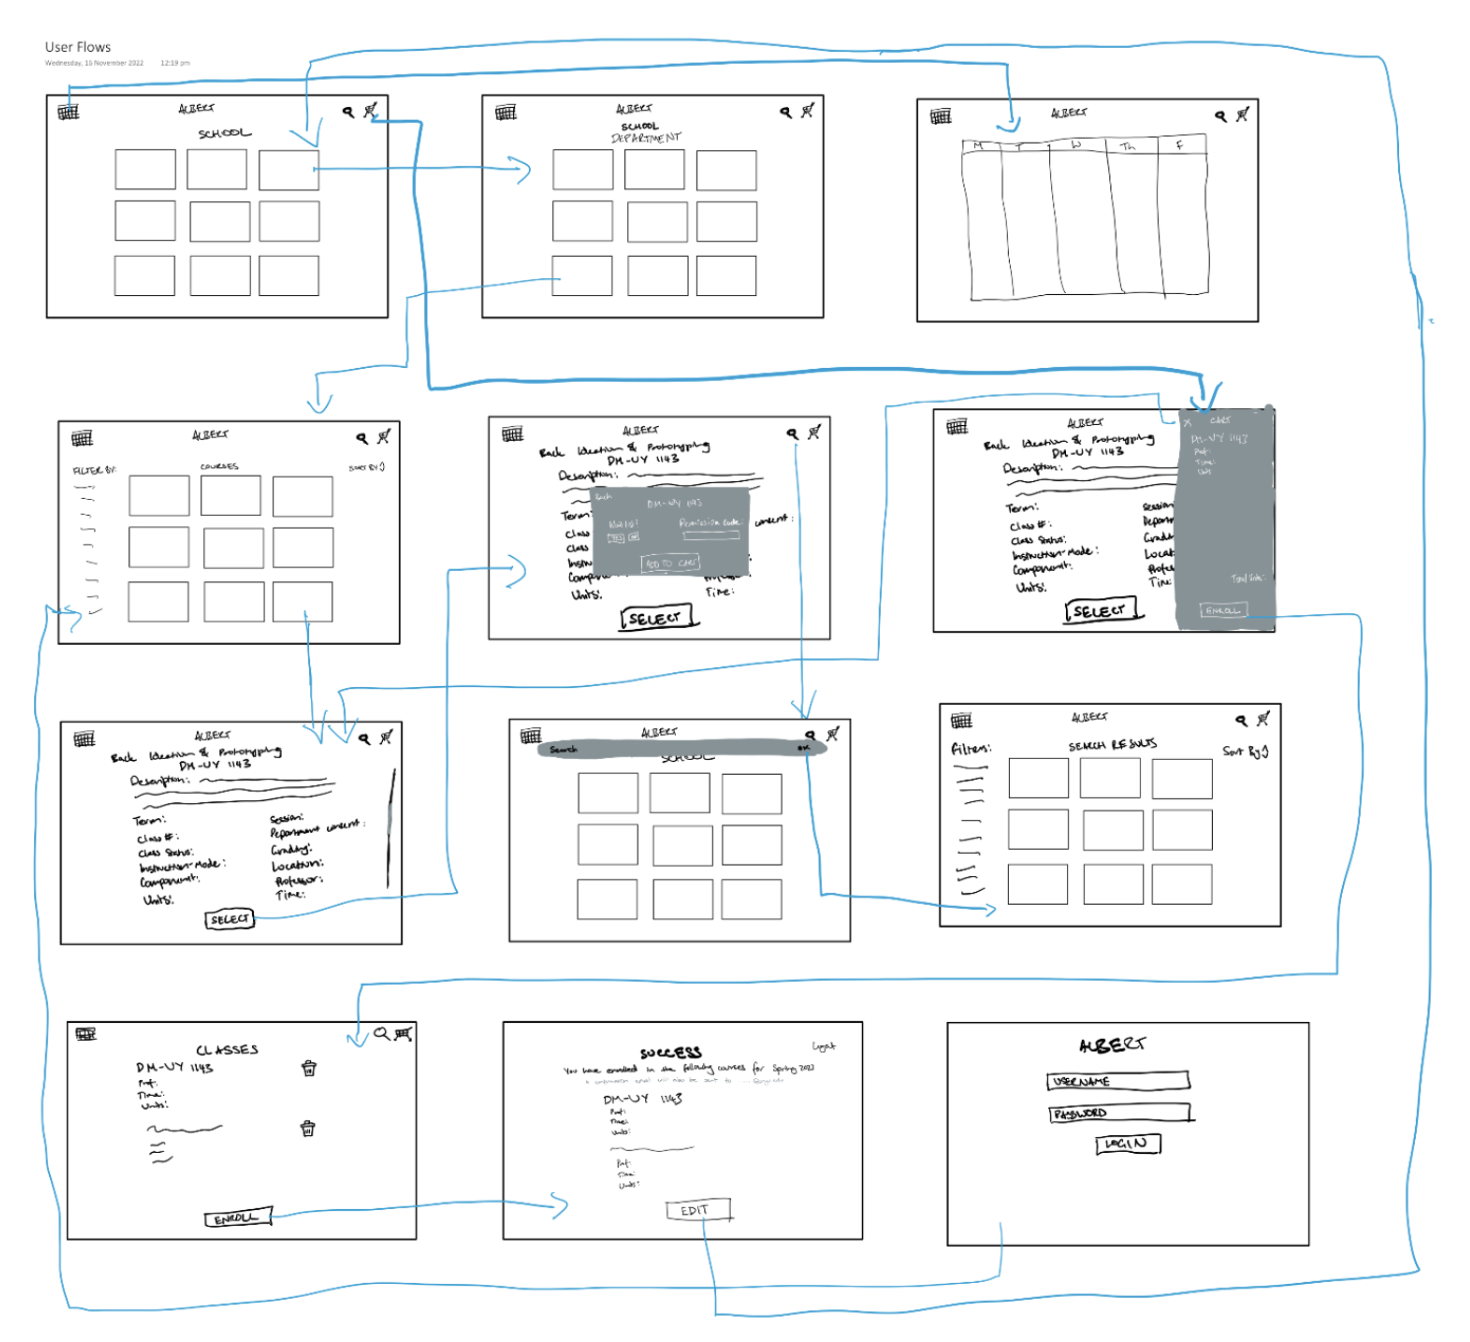 User Flows
Wednesday, 16 November 2022 12:19 pm
ALBERT
SCHOOL
ALBERT
SCHOOL
DEPARTMENT
ALBERT
M T W Th F
ALBERT
FILTER BY:
COURSES
SORT BY:
ALBERT
Back Ideation & Prototyping
DM-UY 1143
Description:
Term:
Class
Class
Units:
Time:
Back
DM-UY 1143
Waitlist
Yes
Permission Code
ADD TO CART
SELECT
ALBERT
Back Ideation & Prototyping
DM-UY 1143
Description:
Term:
Class #:
Class Status:
Instruction Mode:
Component:
Units:
Session
Departm
Gradi
Locat
Profes
Time:
SELECT
X CART
DM-UY 1143
Prof:
Time:
Units
Total Units:
ENROLL
ALBERT
Back Ideation & Prototyping
DM-UY 1143
Description:
Term:
Class #:
Class Status:
Instruction Mode:
Component:
Units:
Session:
Department consent:
Grading:
Location:
Professor:
Time:
SELECT
ALBERT
Search
OK
SCHOOL
ALBERT
Filters:
SEARCH RESULTS
Sort By:
CLASSES
DM-UY 1143
Prof:
Time:
Units:
ENROLL
SUCCESS
Logout
You have enrolled in the following courses for Spring 2023
DM-UY 1143
Prof:
Time:
Units:
Prof:
Time:
Units:
EDIT
ALBERT
USERNAME
PASSWORD
LOGIN